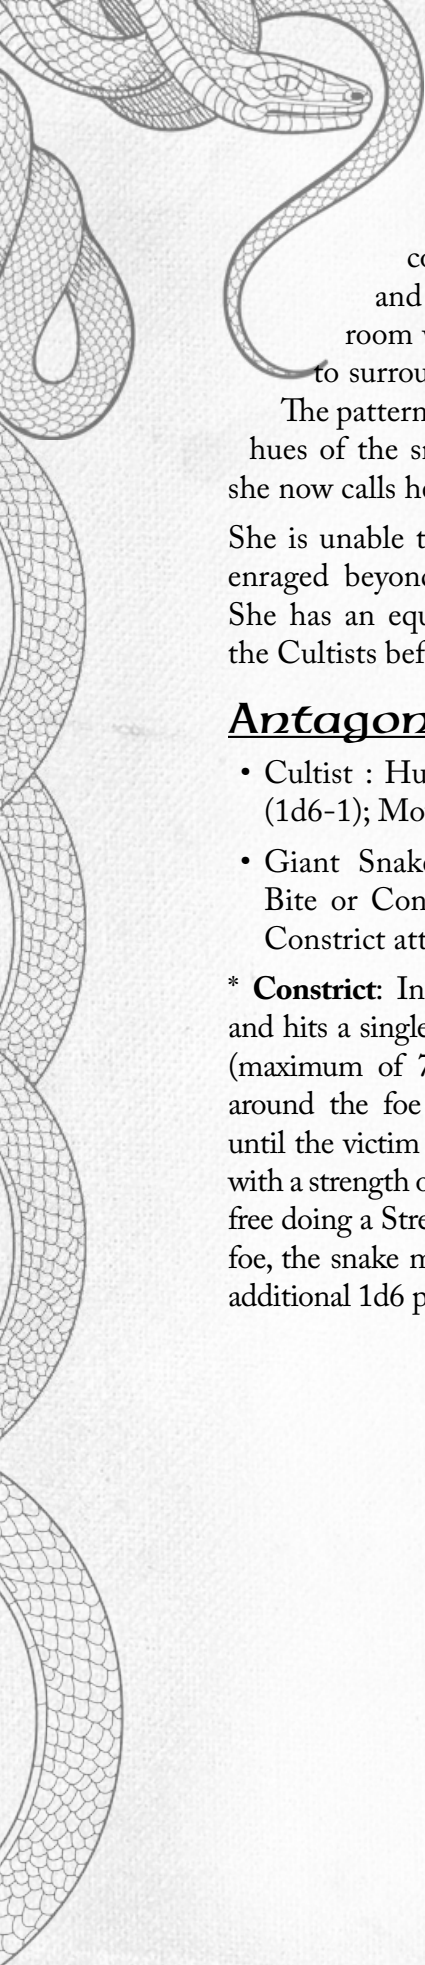 co
and
room v
to surrou
The pattern
hues of the sn
she now calls he
She is unable t
enraged beyond
She has an equ
the Cultists bef
Antagon
• Cultist : Hu
(1d6-1); Mo
• Giant Snake
Bite or Con
Constrict att
* Constrict: In
and hits a single
(maximum of 7
around the foe
until the victim
with a strength o
free doing a Stre
foe, the snake m
additional 1d6 p